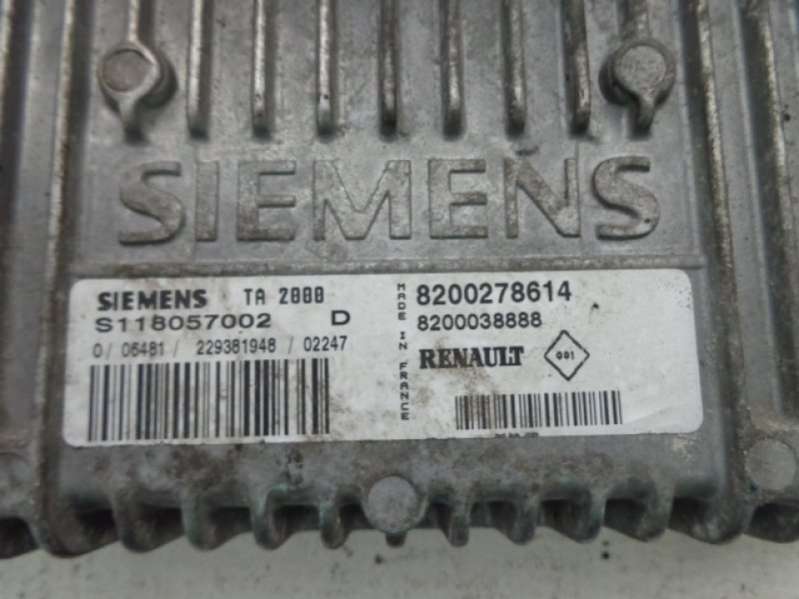 SIEMENS
SIEMENS TA 2000
S118057002 D
0/ 06481/ 229381948 / 02247
MADE IN FRANCE
8200278614
8200038888
RENAULT 001